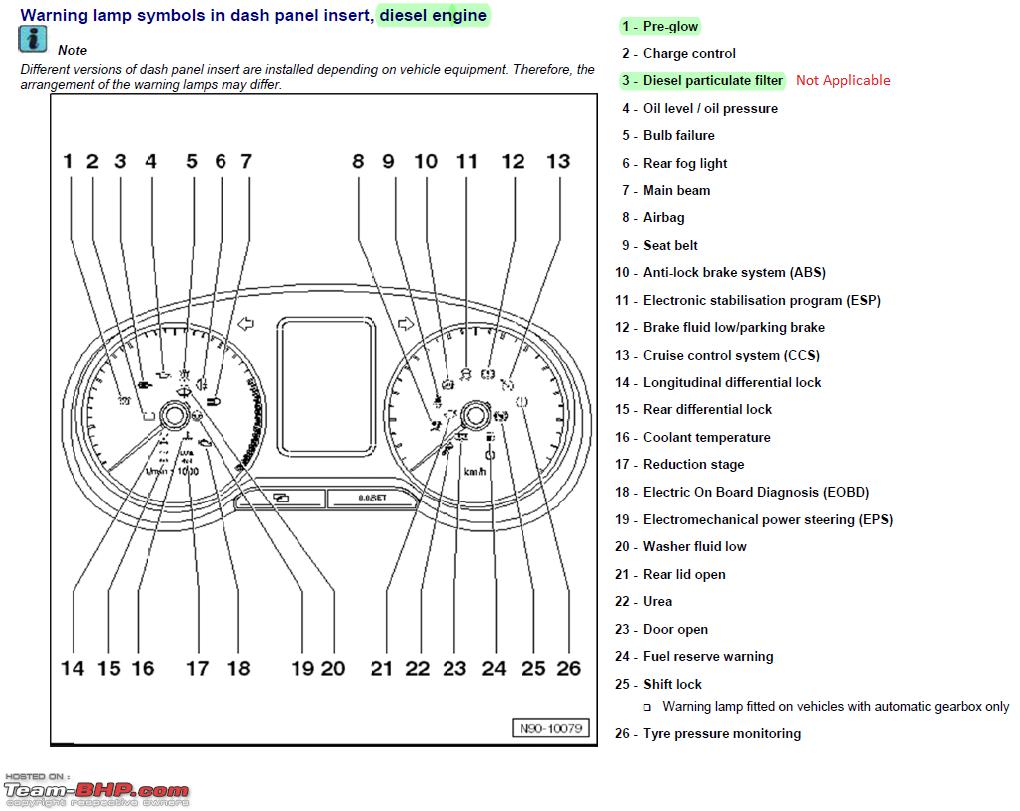 Warning lamp symbols in dash panel insert, diesel engine
Note
Different versions of dash panel insert are installed depending on vehicle equipment. Therefore, the
arrangement of the warning lamps may differ.
1 2 3 4 5 6 7 8 9 10 11 12 13
U/min x 1000
km/h
0.0/SET
14 15 16 17 18 19 20 21 22 23 24 25 26
N90-10079
1 - Pre-glow
2 - Charge control
3 - Diesel particulate filter Not Applicable
4 - Oil level / oil pressure
5 - Bulb failure
6 - Rear fog light
7 - Main beam
8 - Airbag
9 - Seat belt
10 - Anti-lock brake system (ABS)
11 - Electronic stabilisation program (ESP)
12 - Brake fluid low/parking brake
13 - Cruise control system (CCS)
14 - Longitudinal differential lock
15 - Rear differential lock
16 - Coolant temperature
17 - Reduction stage
18 - Electric On Board Diagnosis (EOBD)
19 - Electromechanical power steering (EPS)
20 - Washer fluid low
21 - Rear lid open
22 - Urea
23 - Door open
24 - Fuel reserve warning
25 - Shift lock
❑ Warning lamp fitted on vehicles with automatic gearbox only
26 - Tyre pressure monitoring
HOSTED ON :
Team-BHP.com
copyright respective owners